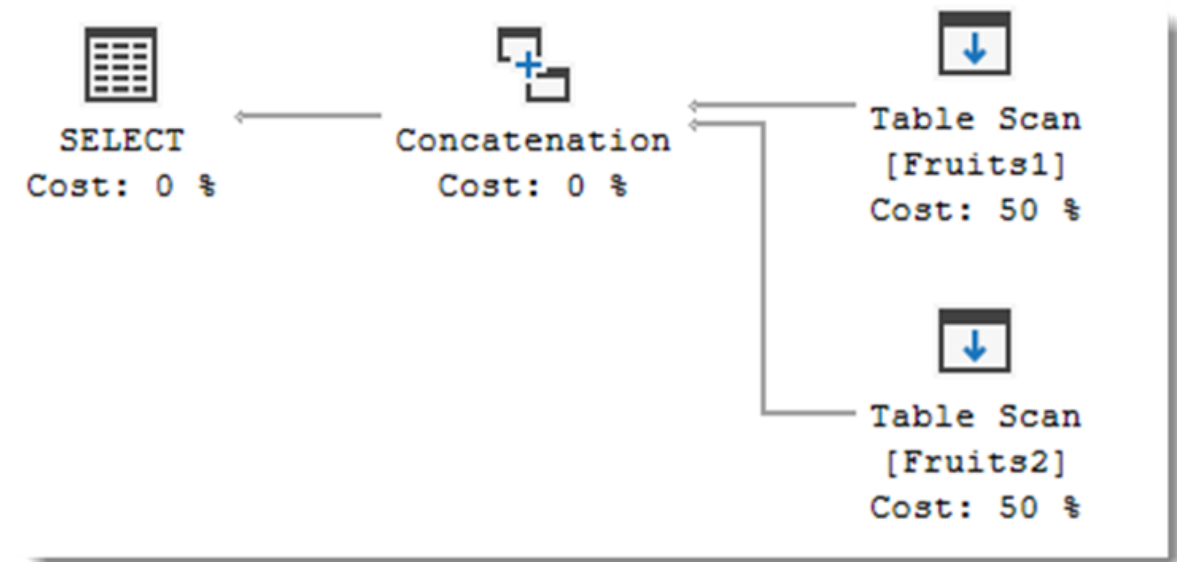 SELECT
Cost: 0 %
Concatenation
Cost: 0 %
Table Scan
[Fruits1]
Cost: 50 %
Table Scan
[Fruits2]
Cost: 50 %